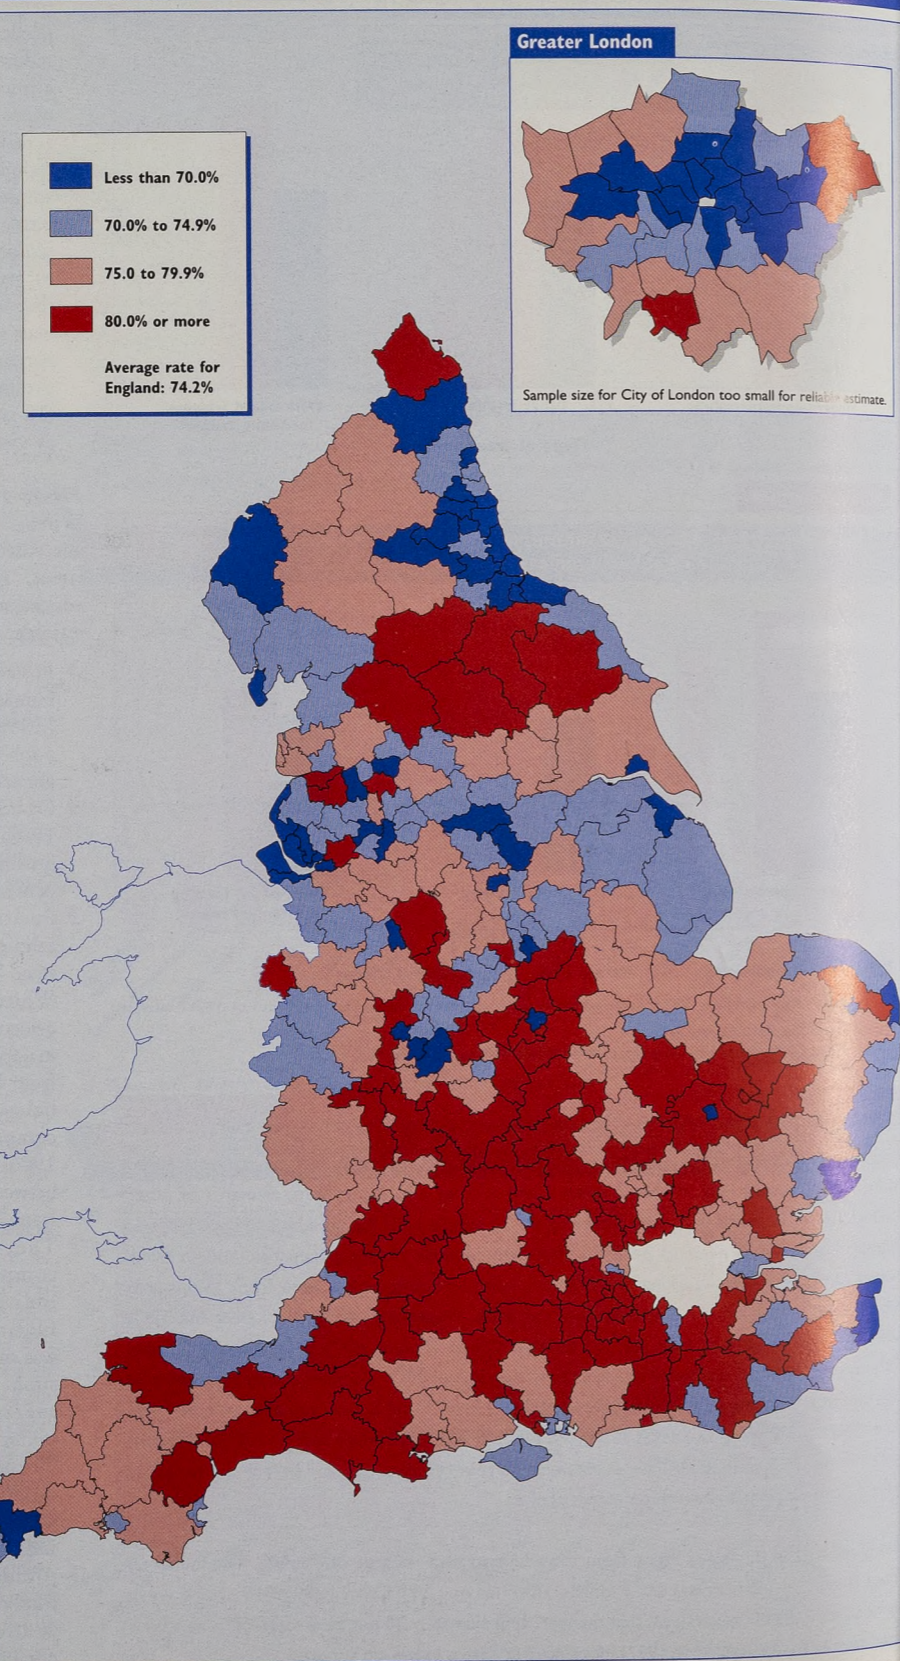 Greater London
Less than 70.0%
70.0% to 74.9%
75.0 to 79.9%
80.0% or more
Average rate for
England: 74.2%
Sample size for City of London too small for reliable estimate.